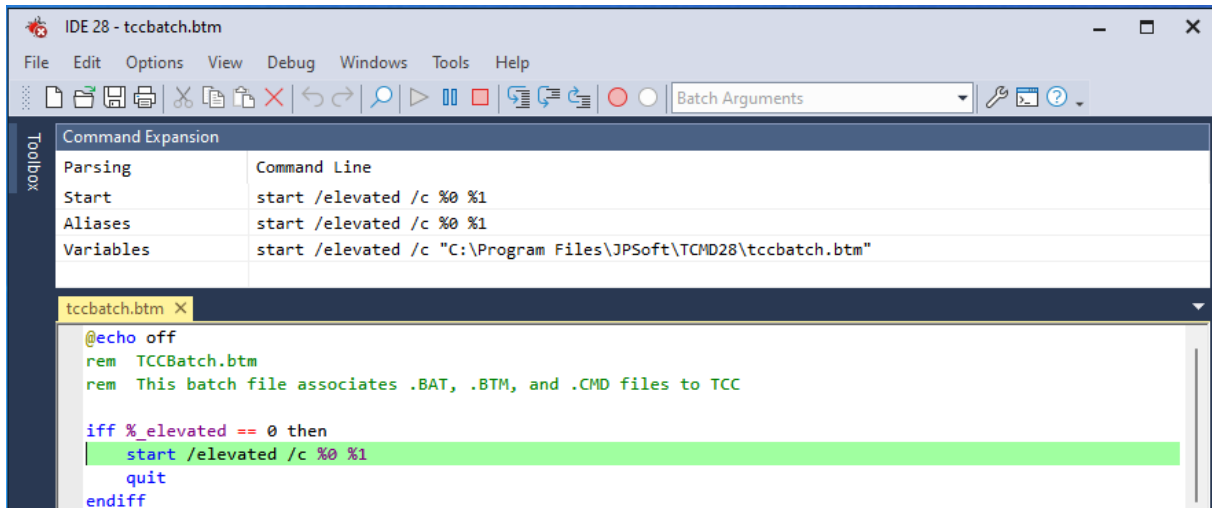 IDE 28 - tccbatch.btm
File Edit Options View Debug Windows Tools Help
Batch Arguments
Toolbox
Command Expansion
Parsing Command Line
Start start /elevated /c %0 %1
Aliases start /elevated /c %0 %1
Variables start /elevated /c "C:\Program Files\JPSoft\TCMD28\tccbatch.btm"
tccbatch.btm
@echo off
rem  TCCBatch.btm
rem  This batch file associates .BAT, .BTM, and .CMD files to TCC
iff %_elevated == 0 then
    start /elevated /c %0 %1
    quit
endiff